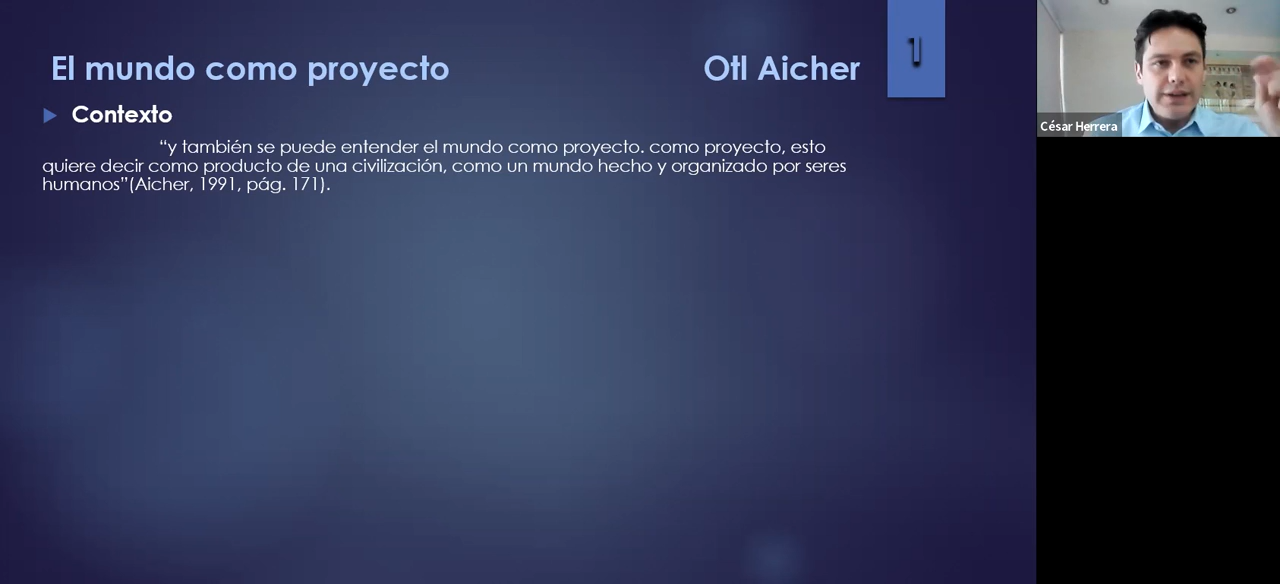 El mundo como proyecto
Otl Aicher
1
Contexto
“y también se puede entender el mundo como proyecto. como proyecto, esto
quiere decir como producto de una civilización, como un mundo hecho y organizado por seres
humanos”(Aicher, 1991, pág. 171).
César Herrera